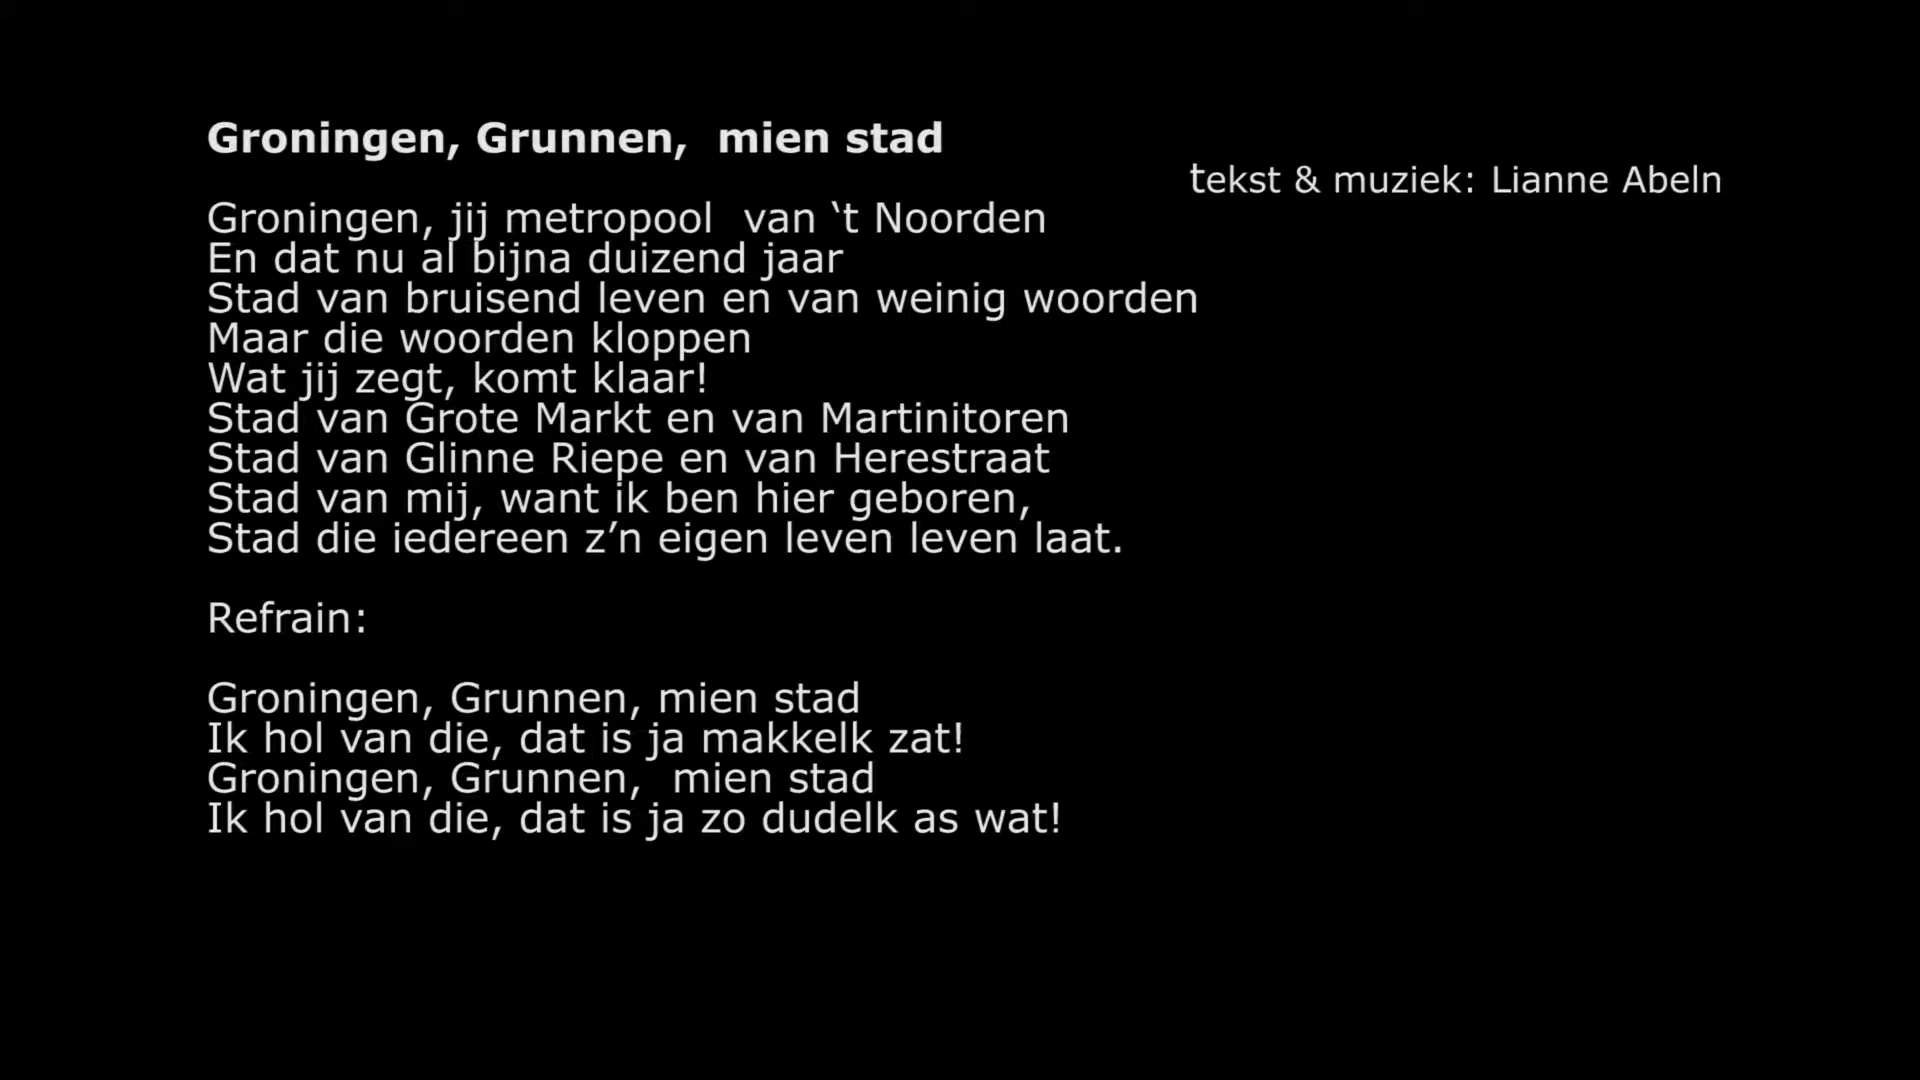 Groningen, Grunnen,  mien stad
tekst & muziek: Lianne Abeln
Groningen, jij metropool  van ‘t Noorden
En dat nu al bijna duizend jaar
Stad van bruisend leven en van weinig woorden
Maar die woorden kloppen
Wat jij zegt, komt klaar!
Stad van Grote Markt en van Martinitoren
Stad van Glinne Riepe en van Herestraat
Stad van mij, want ik ben hier geboren,
Stad die iedereen z’n eigen leven leven laat.
Refrain:
Groningen, Grunnen, mien stad
Ik hol van die, dat is ja makkelk zat!
Groningen, Grunnen,  mien stad
Ik hol van die, dat is ja zo dudelk as wat!